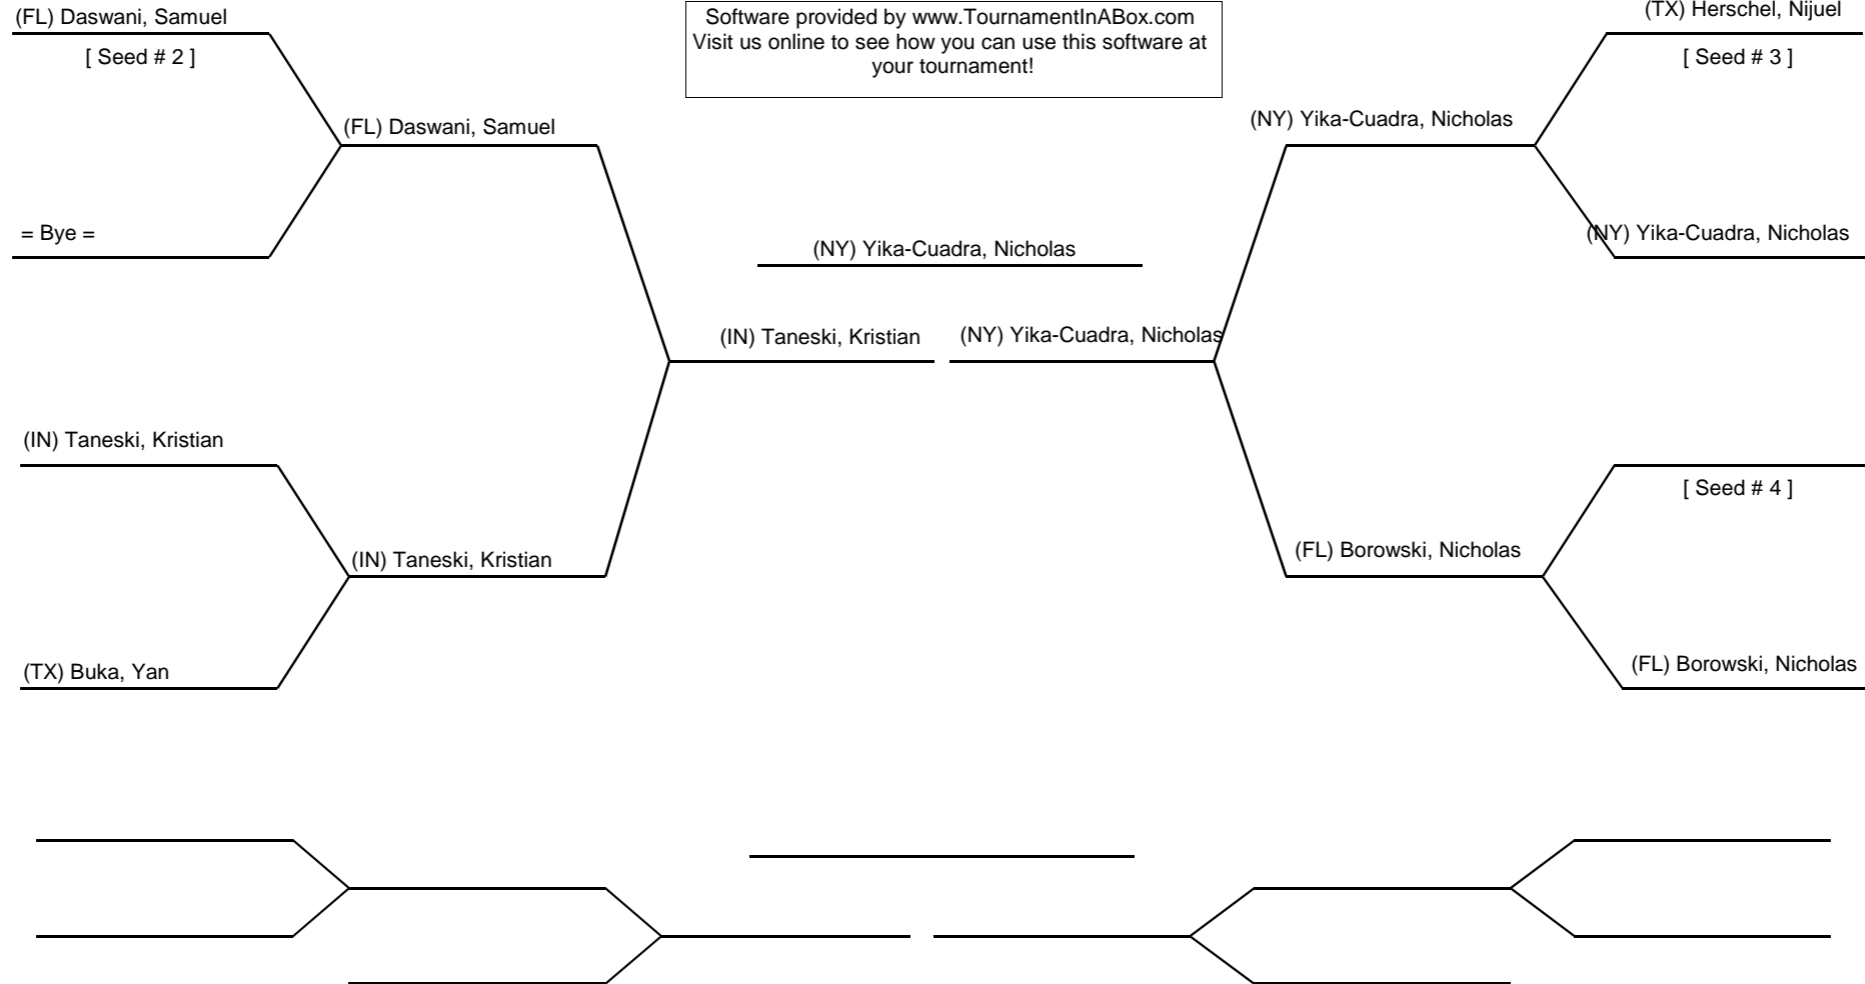 (FL) Daswani, Samuel
[ Seed # 2 ]
Software provided by www.TournamentInABox.com
Visit us online to see how you can use this software at
your tournament!
(TX) Herschel, Nijuel
[ Seed # 3 ]
(FL) Daswani, Samuel
(NY) Yika-Cuadra, Nicholas
= Bye =
(NY) Yika-Cuadra, Nicholas
(NY) Yika-Cuadra, Nicholas
(IN) Taneski, Kristian
(NY) Yika-Cuadra, Nicholas
(IN) Taneski, Kristian
[ Seed # 4 ]
(IN) Taneski, Kristian
(FL) Borowski, Nicholas
(TX) Buka, Yan
(FL) Borowski, Nicholas